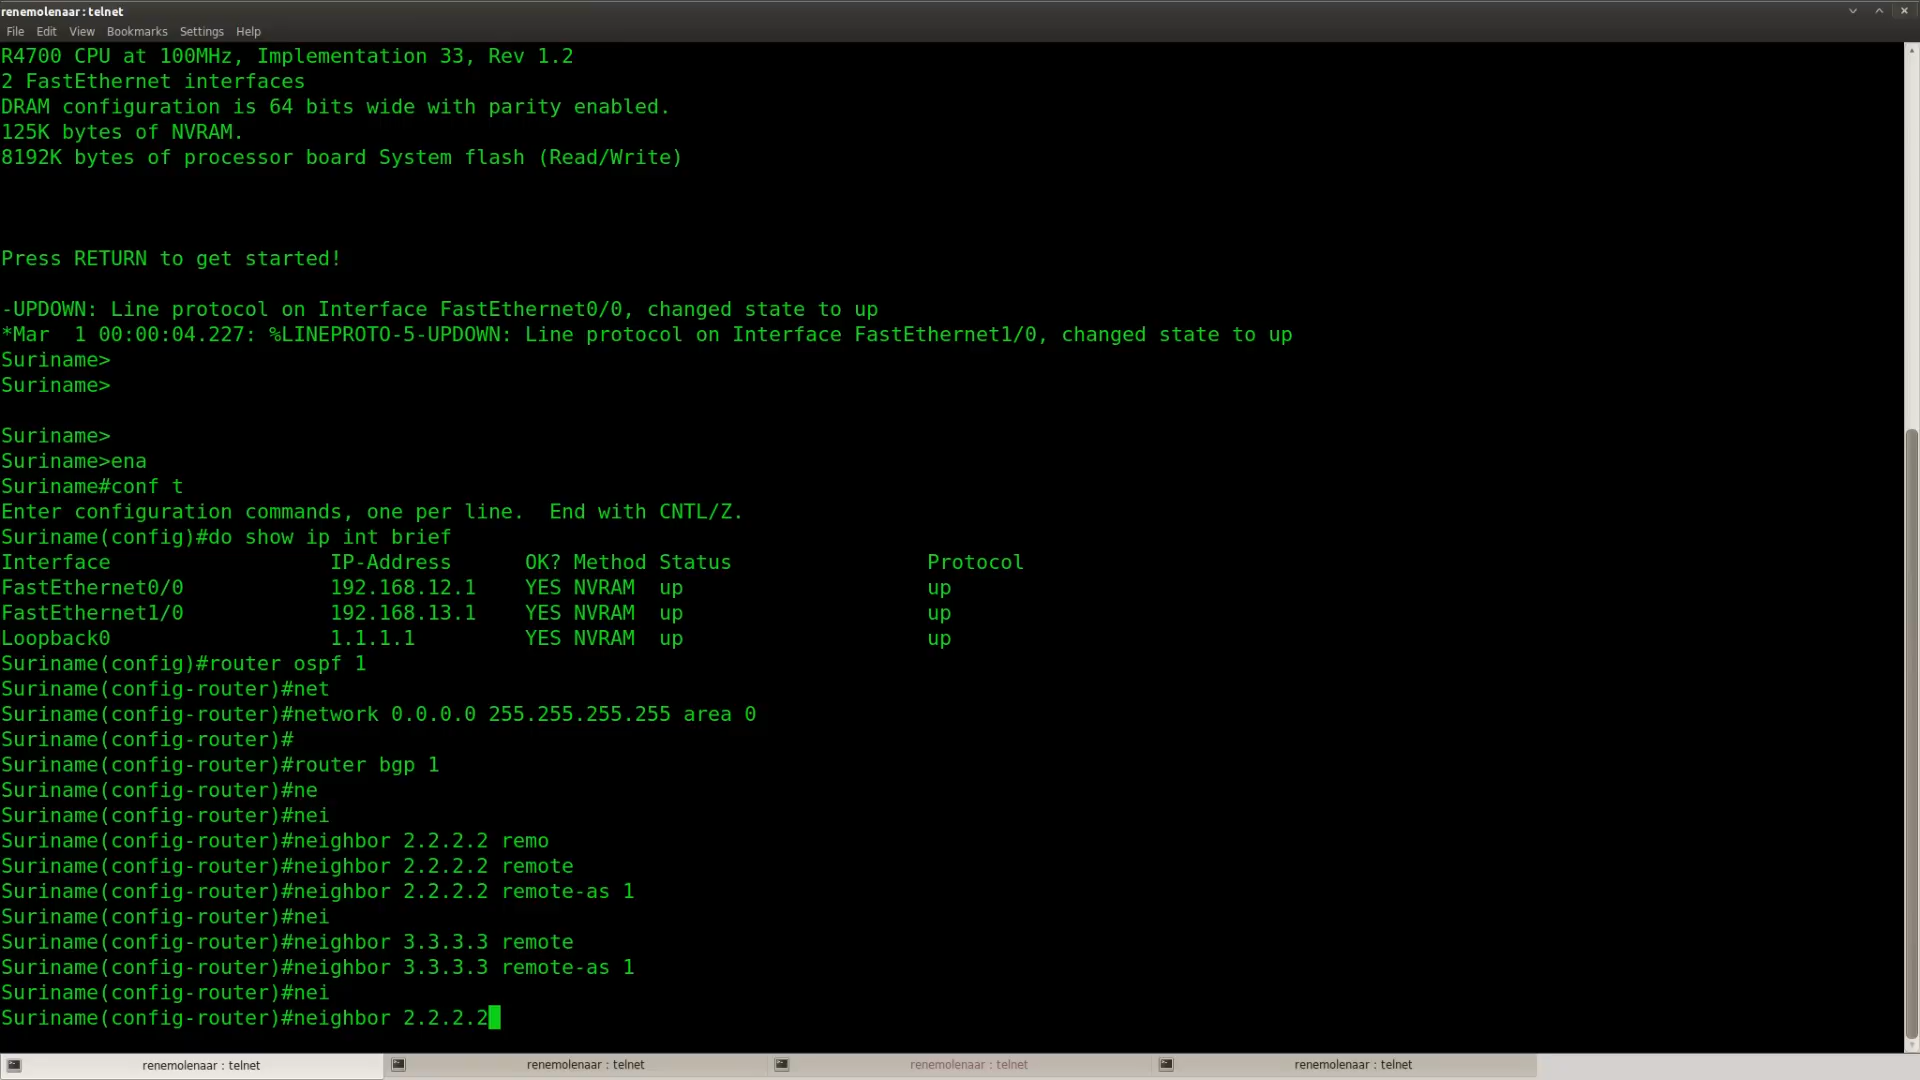 renemolenaar : telnet
File Edit View Bookmarks Settings Help
R4700 CPU at 100MHz, Implementation 33, Rev 1.2
2 FastEthernet interfaces
DRAM configuration is 64 bits wide with parity enabled.
125K bytes of NVRAM.
8192K bytes of processor board System flash (Read/Write)
Press RETURN to get started!
-UPDOWN: Line protocol on Interface FastEthernet0/0, changed state to up
*Mar  1 00:00:04.227: %LINEPROTO-5-UPDOWN: Line protocol on Interface FastEthernet1/0, changed state to up
Suriname>
Suriname>
Suriname>
Suriname>ena
Suriname#conf t
Enter configuration commands, one per line.  End with CNTL/Z.
Suriname(config)#do show ip int brief
Interface                  IP-Address      OK? Method Status                Protocol
FastEthernet0/0            192.168.12.1    YES NVRAM  up                    up
FastEthernet1/0            192.168.13.1    YES NVRAM  up                    up
Loopback0                  1.1.1.1         YES NVRAM  up                    up
Suriname(config)#router ospf 1
Suriname(config-router)#net
Suriname(config-router)#network 0.0.0.0 255.255.255.255 area 0
Suriname(config-router)#
Suriname(config-router)#router bgp 1
Suriname(config-router)#ne
Suriname(config-router)#nei
Suriname(config-router)#neighbor 2.2.2.2 remo
Suriname(config-router)#neighbor 2.2.2.2 remote
Suriname(config-router)#neighbor 2.2.2.2 remote-as 1
Suriname(config-router)#nei
Suriname(config-router)#neighbor 3.3.3.3 remote
Suriname(config-router)#neighbor 3.3.3.3 remote-as 1
Suriname(config-router)#nei
Suriname(config-router)#neighbor 2.2.2.2
renemolenaar : telnet renemolenaar : telnet renemolenaar : telnet renemolenaar : telnet